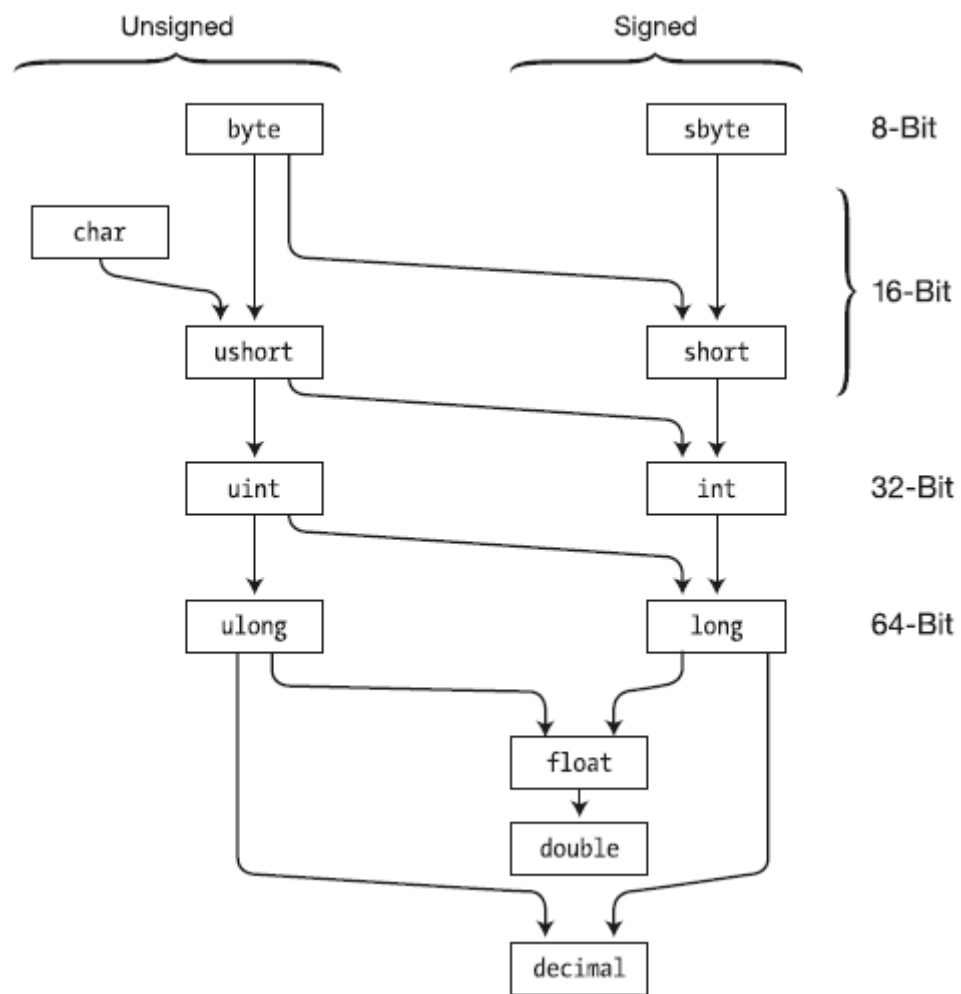 Unsigned
Signed
byte
sbyte
8-Bit
char
16-Bit
ushort
short
uint
int
32-Bit
ulong
long
64-Bit
float
double
decimal